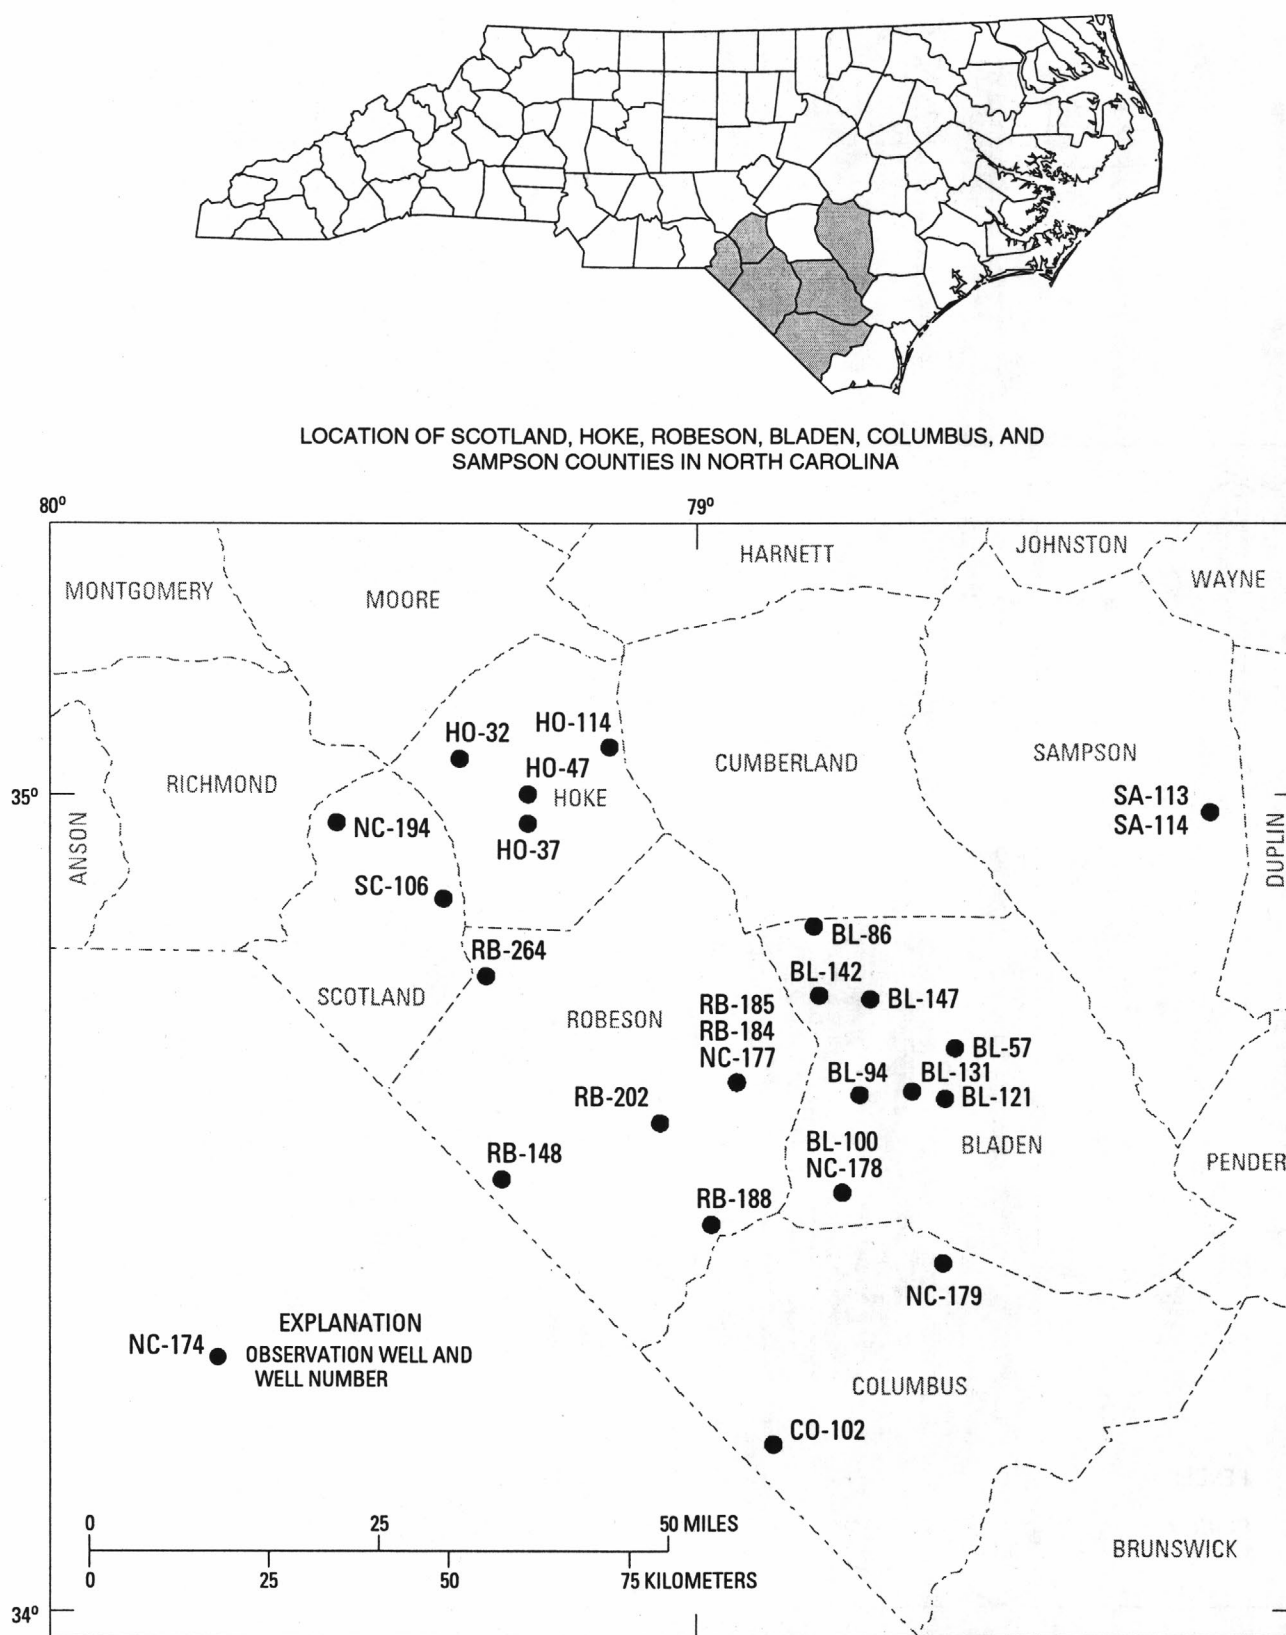 LOCATION OF SCOTLAND, HOKE, ROBESON, BLADEN, COLUMBUS, AND
SAMPSON COUNTIES IN NORTH CAROLINA
80⁰
79⁰
HARNETT
JOHNSTON
WAYNE
MONTGOMERY
MOORE
HO-114
HO-32
SAMPSON
CUMBERLAND
HO-47
RICHMOND
35⁰
HOKE
SA-113
SA-114
NC-194
ANSON
DUPLIN
HO-37
SC-106
BL-86
RB-264
BL-142
SCOTLAND
BL-147
RB-185
ROBESON
RB-184
NC-177
BL-57
BL-94
BL-131
RB-202
BL-121
BL-100
BLADEN
RB-148
NC-178
PENDER
RB-188
NC-179
EXPLANATION
NC-174
OBSERVATION WELL AND
WELL NUMBER
COLUMBUS
CO-102
0 25 50 MILES
BRUNSWICK
0 25 50 75 KILOMETERS
34⁰